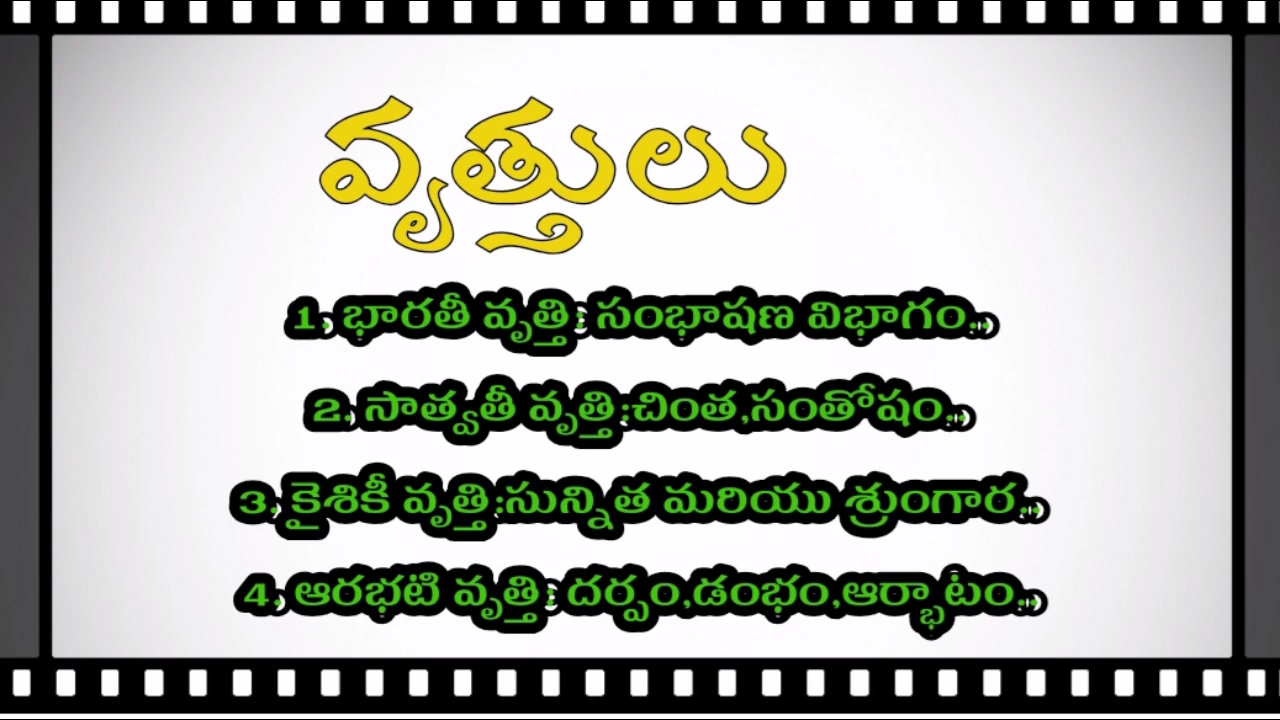 వృత్తులు
1. భారతీ వృత్తి: సంభాషణ విభాగం..
2. సాత్వతీ వృత్తి:చింత,సంతోషం..
3. కైశికీ వృత్తి:సున్నిత మరియు శ్రుంగార..
4. ఆరభటి వృత్తి: దర్పం,డంభం,ఆర్భాటం..